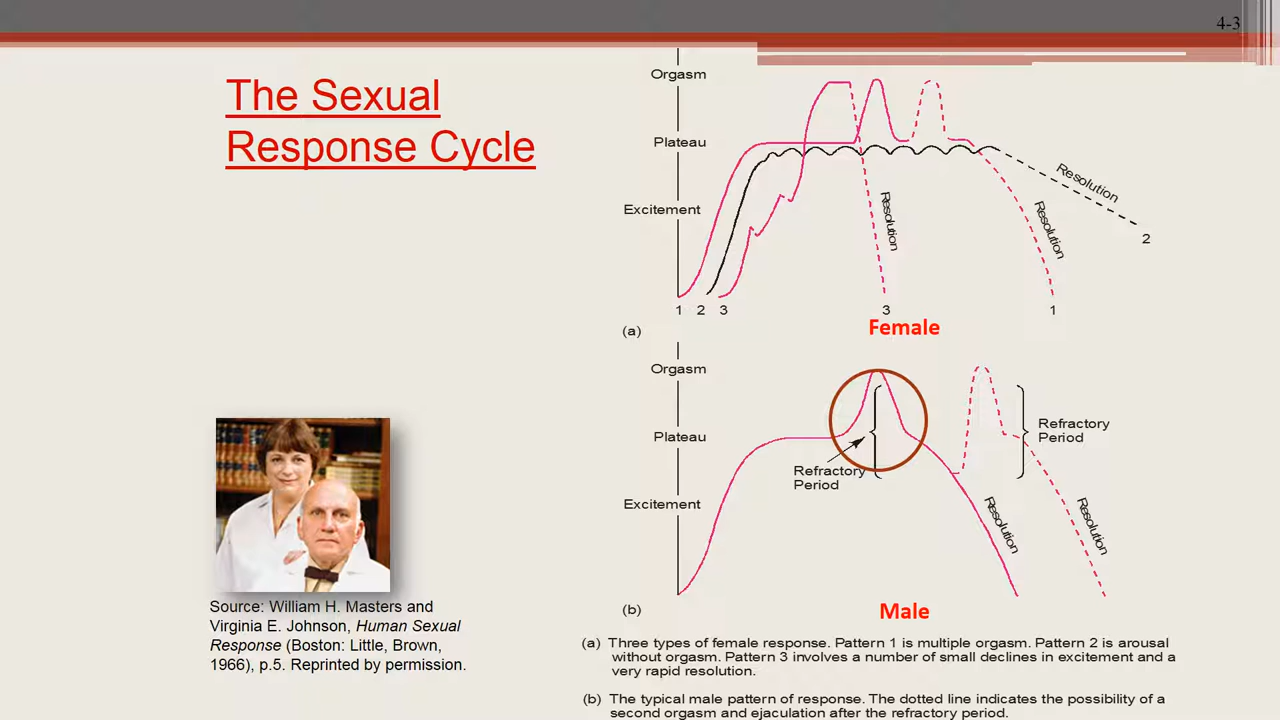 4-3
The Sexual
Response Cycle
Orgasm
Plateau
Excitement
Resolution
Resolution
Resolution
2
1 2 3
3
1
(a)
Female
Orgasm
Plateau
Excitement
Refractory
Period
Refractory
Period
Resolution
Resolution
(b)
Male
Source: William H. Masters and
Virginia E. Johnson, Human Sexual
Response (Boston: Little, Brown,
1966), p.5. Reprinted by permission.
(a) Three types of female response. Pattern 1 is multiple orgasm. Pattern 2 is arousal
without orgasm. Pattern 3 involves a number of small declines in excitement and a
very rapid resolution.
(b) The typical male pattern of response. The dotted line indicates the possibility of a
second orgasm and ejaculation after the refractory period.